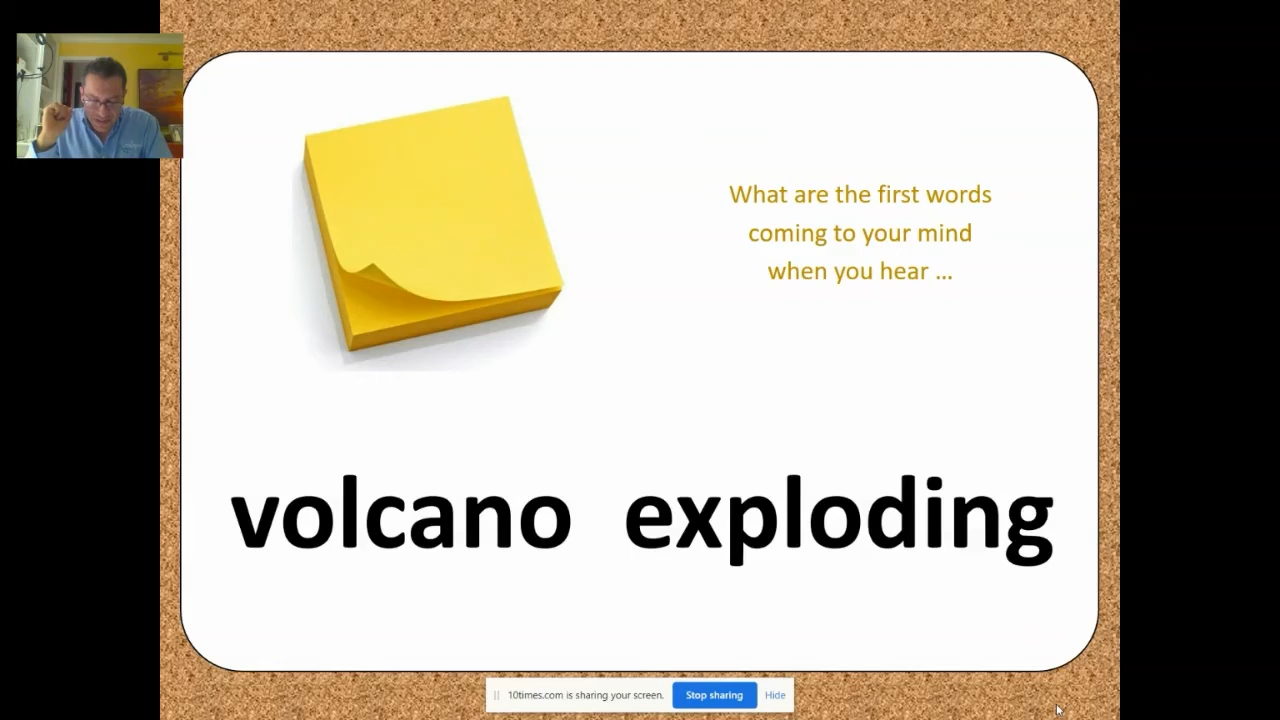 What are the first words
coming to your mind
when you hear ...
volcano exploding
10times.com is sharing your screen.
Stop sharing
Hide